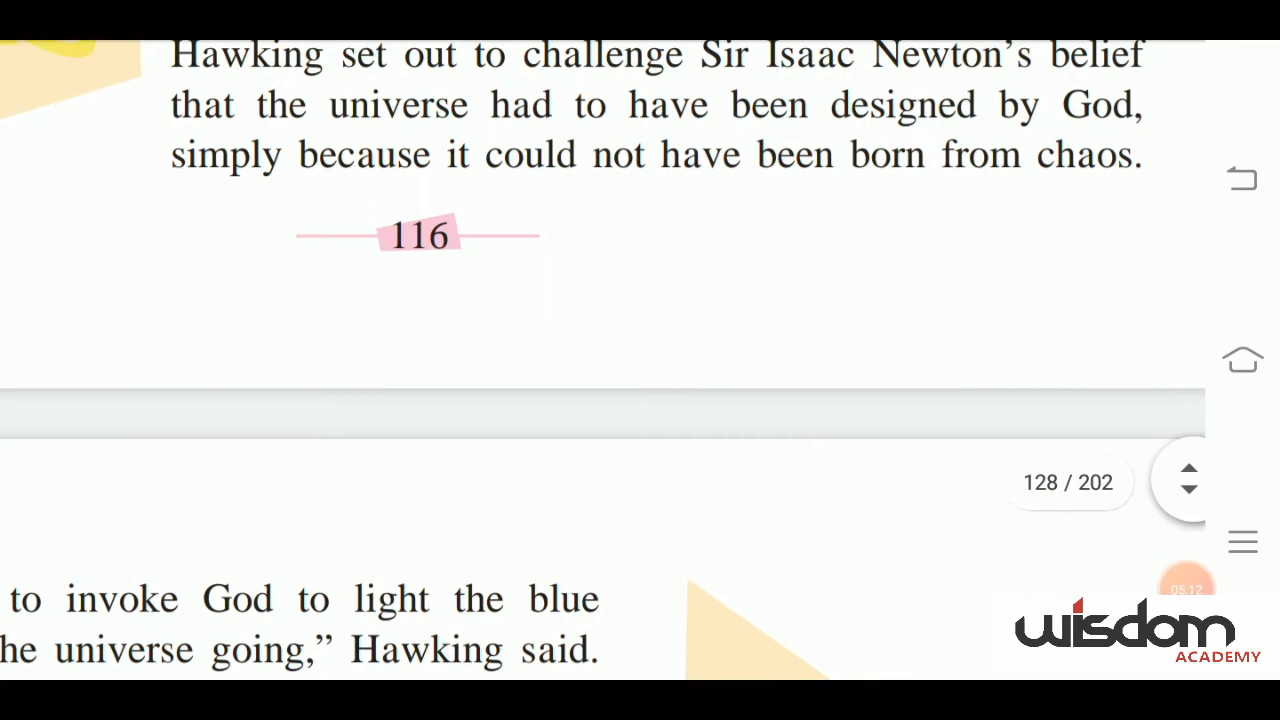 Hawking set out to challenge Sir Isaac Newton’s belief
that the universe had to have been designed by God,
simply because it could not have been born from chaos.
116
128 / 202
to invoke God to light the blue
he universe going,” Hawking said.
05:12
wisdom
ACADEMY